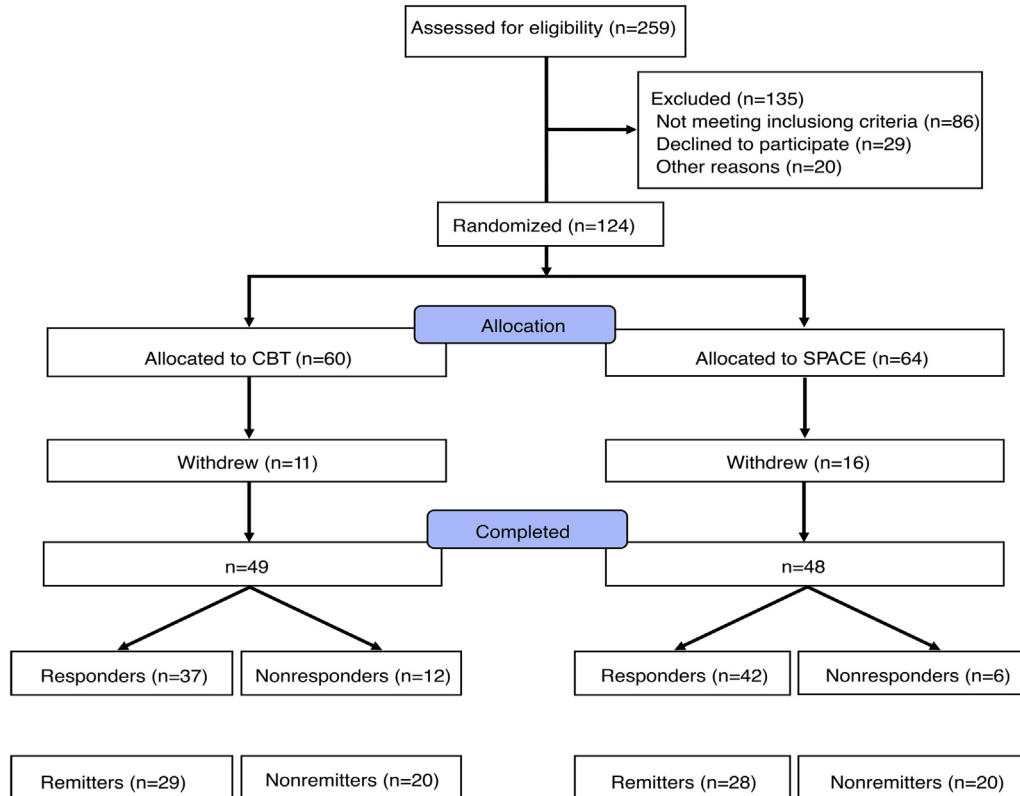 Assessed for eligibility (n=259)
Excluded (n=135)
Not meeting inclusiong criteria (n=86)
Declined to participate (n=29)
Other reasons (n=20)
Randomized (n=124)
Allocation
Allocated to CBT (n=60)
Allocated to SPACE (n=64)
Withdrew (n=11)
Withdrew (n=16)
Completed
n=49
n=48
Responders (n=37)
Nonresponders (n=12)
Responders (n=42)
Nonresponders (n=6)
Remitters (n=29)
Nonremitters (n=20)
Remitters (n=28)
Nonremitters (n=20)